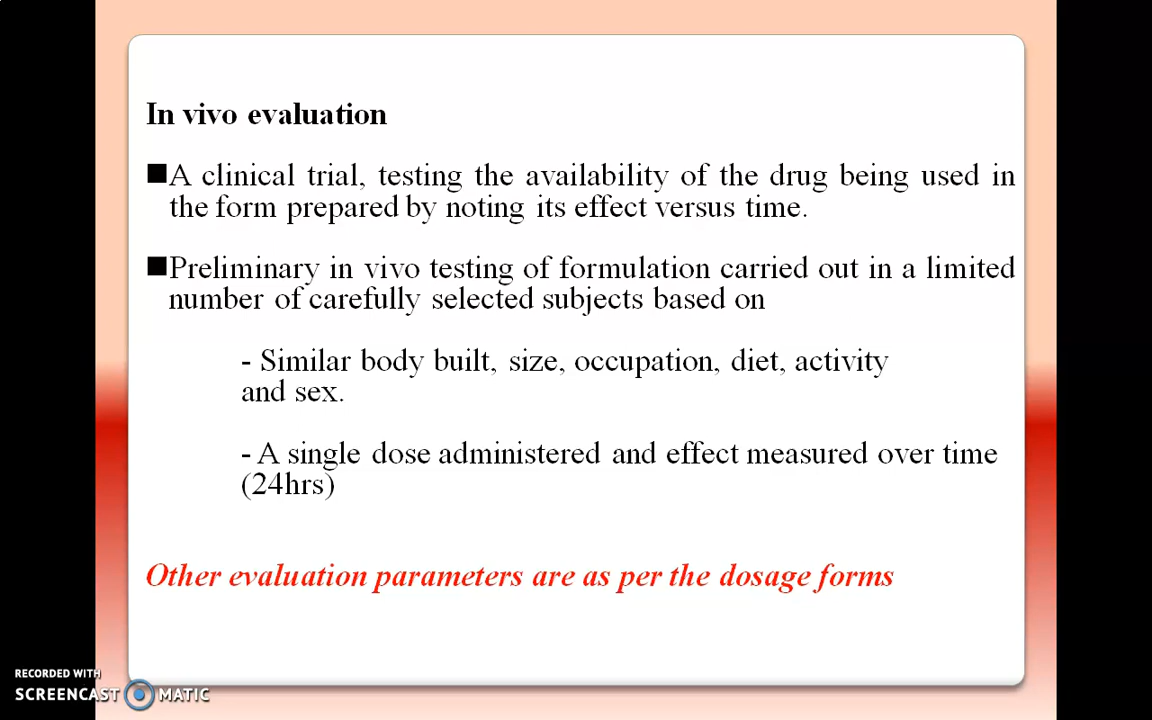 In vivo evaluation
■A clinical trial, testing the availability of the drug being used in
the form prepared by noting its effect versus time.
■Preliminary in vivo testing of formulation carried out in a limited
number of carefully selected subjects based on
- Similar body built, size, occupation, diet, activity
and sex.
- A single dose administered and effect measured over time
(24hrs)
Other evaluation parameters are as per the dosage forms
RECORDED WITH
SCREENCAST MATIC